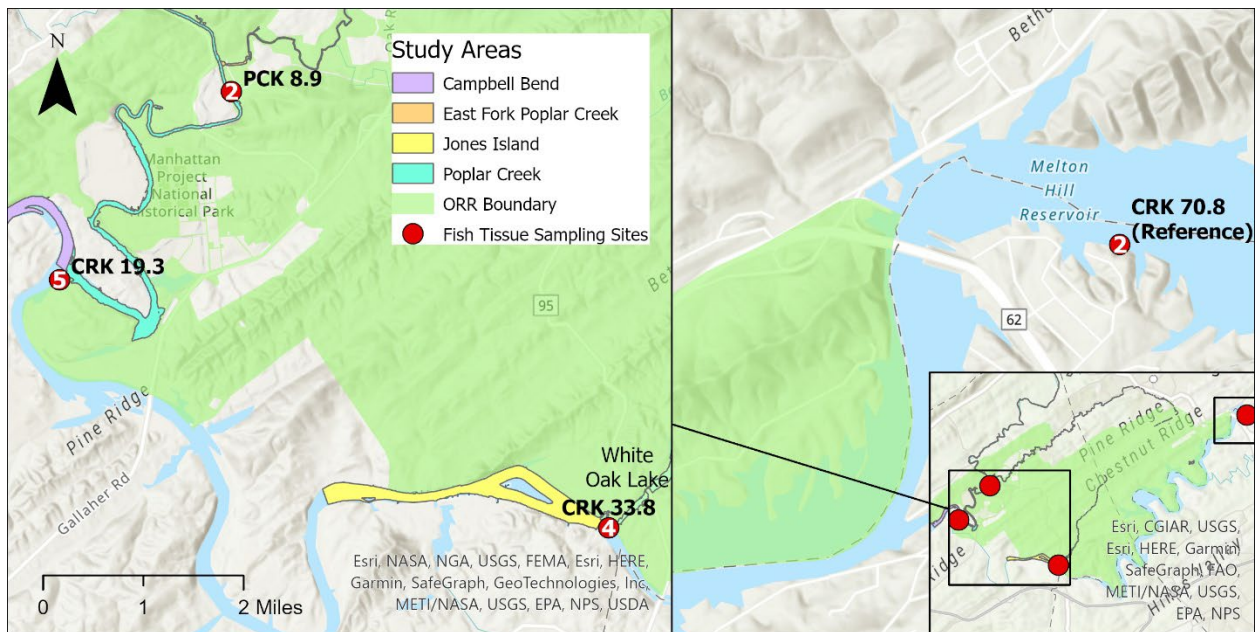 N
PCK 8.9
2
Study Areas
Campbell Bend
East Fork Poplar Creek
Jones Island
Poplar Creek
ORR Boundary
Fish Tissue Sampling Sites
Manhattan
Project
National
Historical Park
CRK 19.3
5
95
Pine Ridge
Gallaher Rd
White
Oak Lake
CRK 33.8
4
Esri, NASA, NGA, USGS, FEMA, Esri, HERE,
Garmin, SafeGraph, GeoTechnologies, Inc,
METI/NASA, USGS, EPA, NPS, USDA
0 1 2 Miles
Melton
Hill
Reservoir
CRK 70.8
(Reference)
2
62
Pine Ridge
Chestnut Ridge
Ridge
Esri, CGIAR, USGS,
Esri, HERE, Garmin,
SafeGraph, FAO,
METI/NASA, USGS,
EPA, NPS